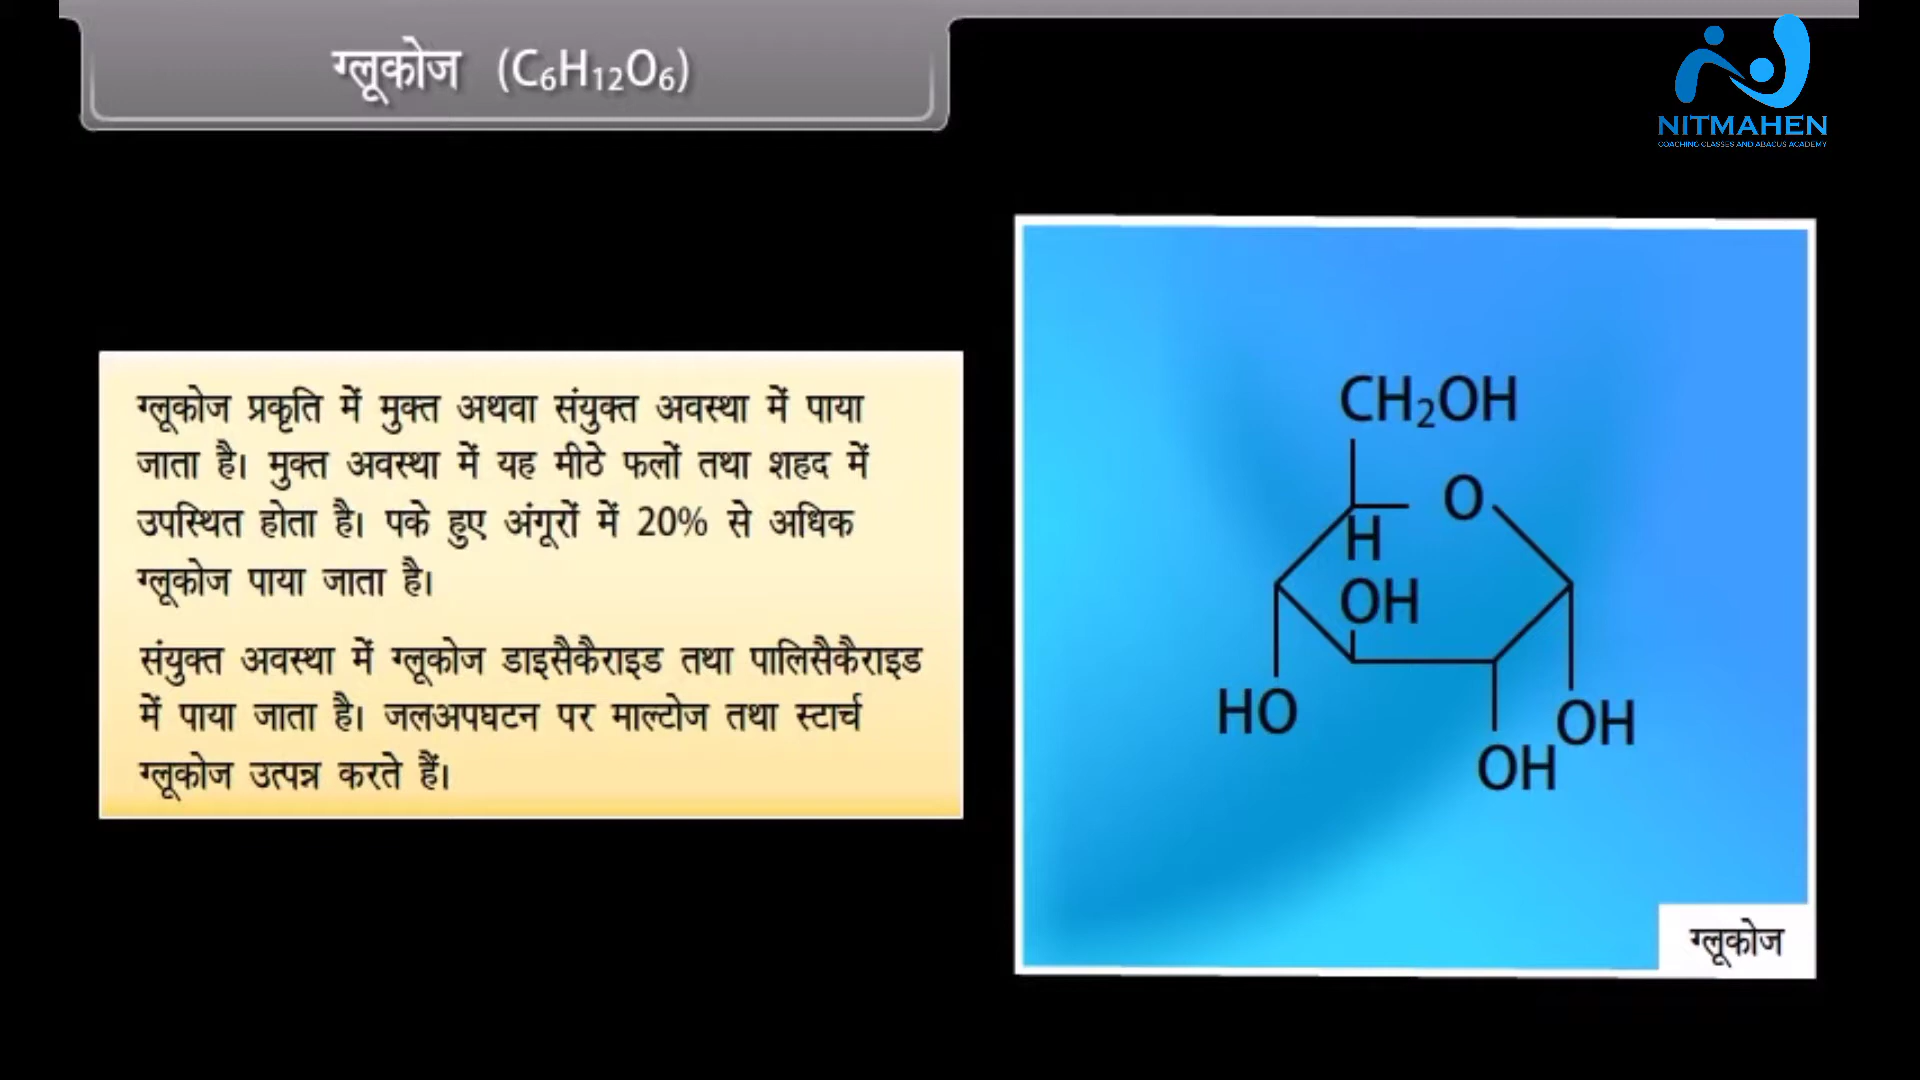 ग्लूकोज (C₆H₁₂O₆)
NITMAHEN
COACHING CLASSES AND ABACUS ACADEMY
ग्लूकोज प्रकृति में मुक्त अथवा संयुक्त अवस्था में पाया
जाता है। मुक्त अवस्था में यह मीठे फलों तथा शहद में
उपस्थित होता है। पके हुए अंगूरों में 20% से अधिक
ग्लूकोज पाया जाता है।
संयुक्त अवस्था में ग्लूकोज डाइसैकैराइड तथा पालिसैकैराइड
में पाया जाता है। जलअपघटन पर माल्टोज तथा स्टार्च
ग्लूकोज उत्पन्न करते हैं।
CH₂OH
O
H
OH
HO
OH
OH
ग्लूकोज